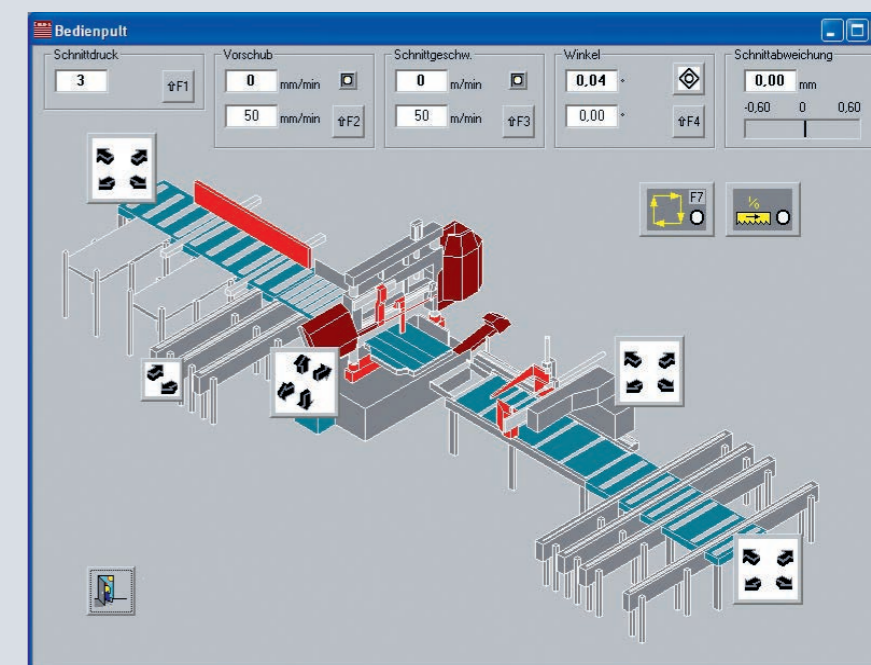 Bedienpult
Schnittdruck
3
⇧F1
Vorschub
0 mm/min
50 mm/min ⇧F2
Schnittgeschw.
0 m/min
50 m/min ⇧F3
Winkel
0,04 °
0,00 ° ⇧F4
Schnittabweichung
0,00 mm
-0,60 0 0,60
F7
⅟₀